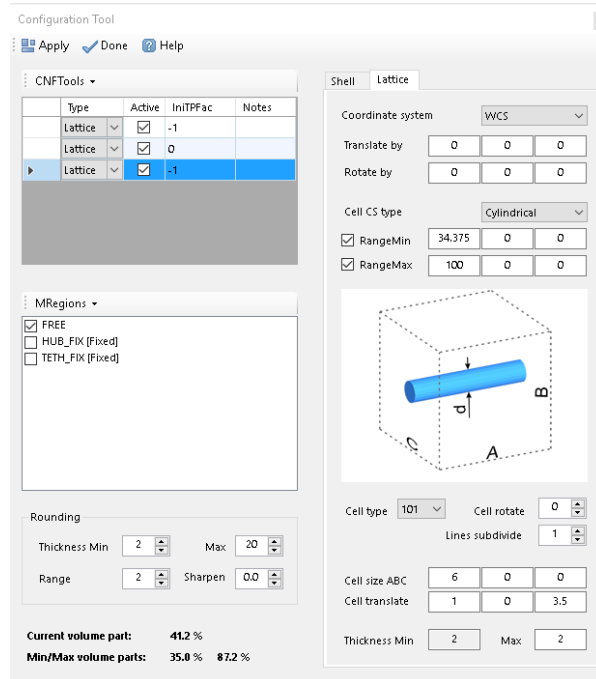 Configuration Tool
Apply Done Help
CNFTools
Type Active IniTPFac Notes
Lattice -1
Lattice 0
Lattice -1
MRegions
FREE
HUB_FIX [Fixed]
TETH_FIX [Fixed]
Rounding
Thickness Min 2 Max 20
Range 2 Sharpen 0.0
Current volume part: 41.2 %
Min/Max volume parts: 35.0 % 87.2 %
Shell Lattice
Coordinate system WCS
Translate by 0 0 0
Rotate by 0 0 0
Cell CS type Cylindrical
RangeMin 34.375 0 0
RangeMax 100 0 0
d
A
B
C
Cell type 101 Cell rotate 0
Lines subdivide 1
Cell size ABC 6 0 0
Cell translate 1 0 3.5
Thickness Min 2 Max 2